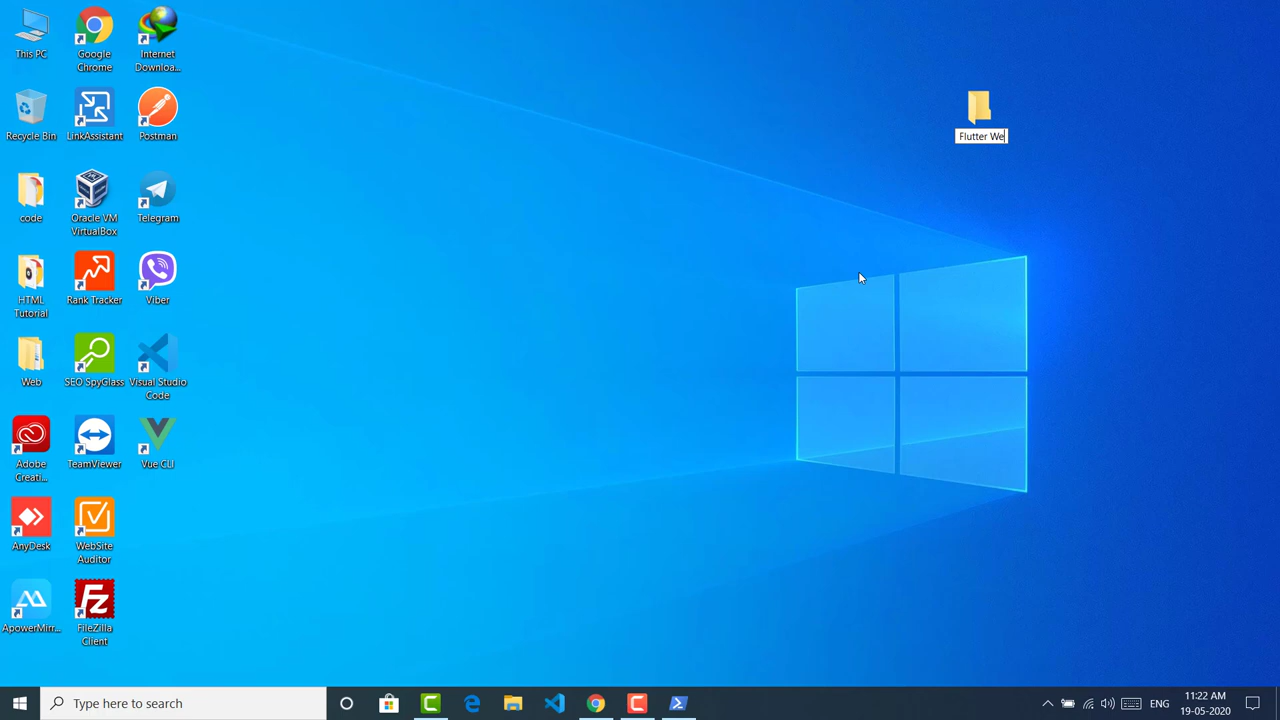 This PC
Google
Chrome
Internet
Downloa...
Recycle Bin
LinkAssistant
Postman
code
Oracle VM
VirtualBox
Telegram
HTML
Tutorial
Rank Tracker
Viber
Web
SEO SpyGlass
Visual Studio
Code
Adobe
Creati...
TeamViewer
Vue CLI
AnyDesk
WebSite
Auditor
ApowerMirr...
FileZilla
Client
Flutter We
Type here to search
ENG
11:22 AM
19-05-2020